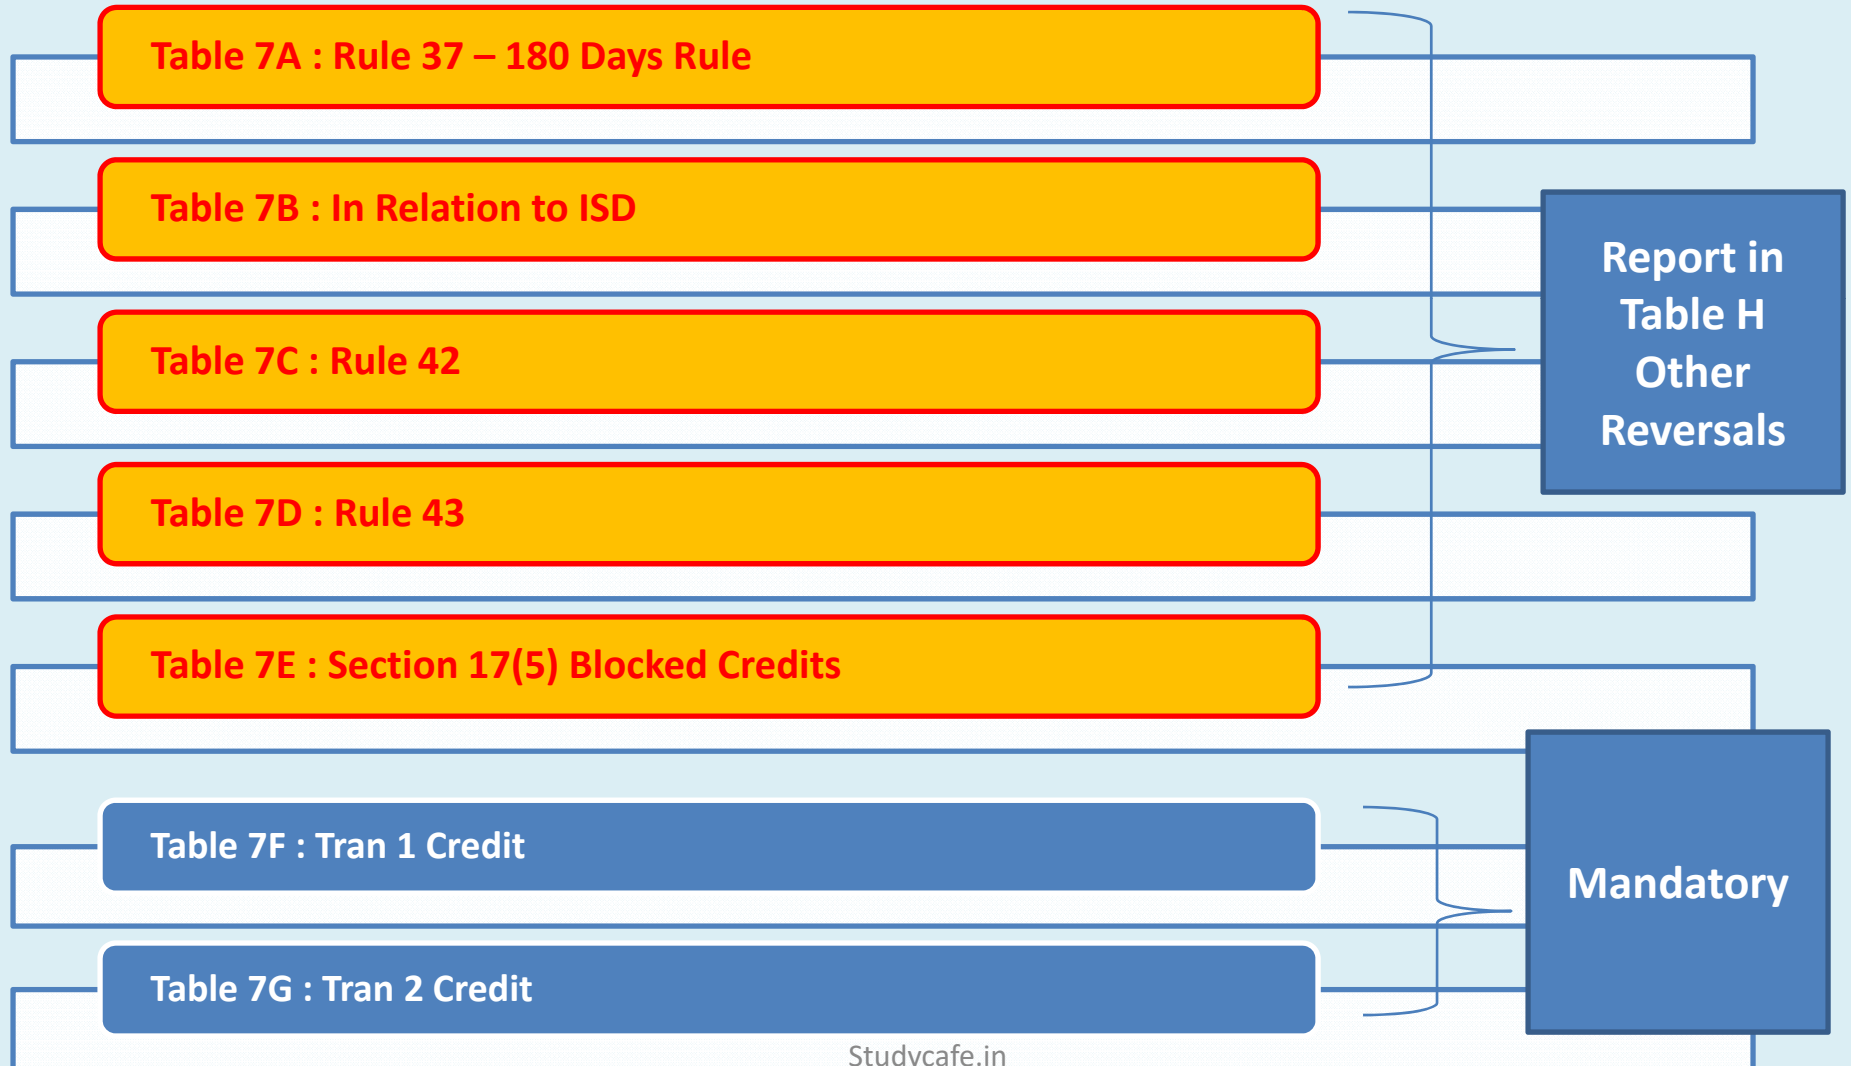 Table 7A : Rule 37 – 180 Days Rule
Table 7B : In Relation to ISD
Table 7C : Rule 42
Table 7D : Rule 43
Table 7E : Section 17(5) Blocked Credits
Report in
Table H
Other
Reversals
Table 7F : Tran 1 Credit
Table 7G : Tran 2 Credit
Mandatory
Studycafe.in